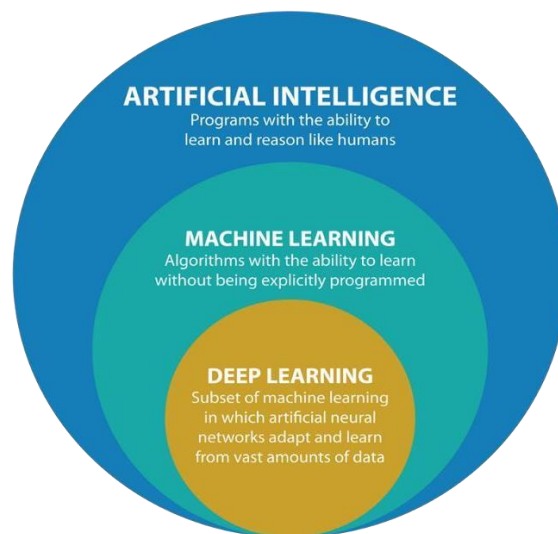 ARTIFICIAL INTELLIGENCE
Programs with the ability to
learn and reason like humans
MACHINE LEARNING
Algorithms with the ability to learn
without being explicitly programmed
DEEP LEARNING
Subset of machine learning
in which artificial neural
networks adapt and learn
from vast amounts of data